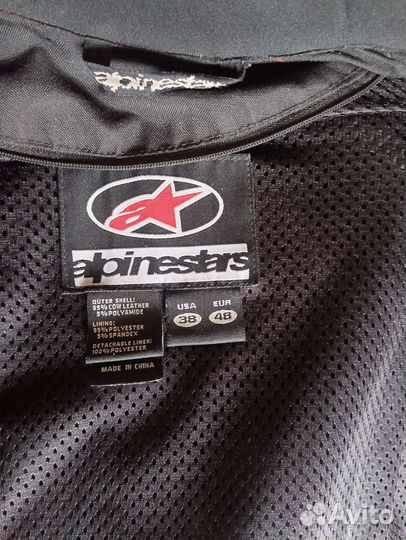 alpinestars
alpinestars
OUTER SHELL:
95% COW LEATHER
5% POLYAMIDE
LINING:
95% POLYESTER
5% SPANDEX
DETACHABLE LINER:
100% POLYESTER
MADE IN CHINA
USA EUR
38 48
Avito